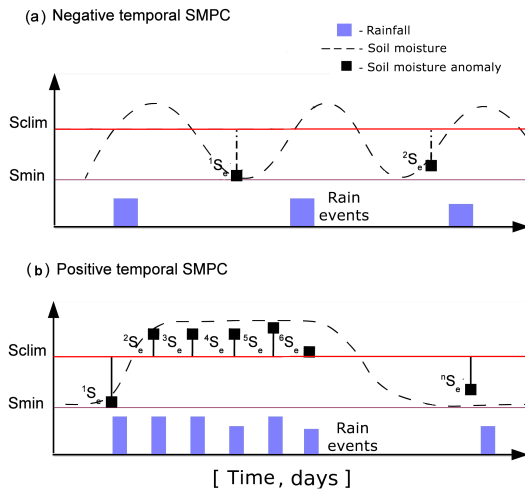 (a) Negative temporal SMPC
- Rainfall
- Soil moisture
- Soil moisture anomaly
Sclim
Smin
¹Sₑ
²Sₑ
Rain
events
(b) Positive temporal SMPC
Sclim
Smin
¹Sₑ
²Sₑ
³Sₑ
⁴Sₑ
⁵Sₑ
⁶Sₑ
ⁿSₑ
Rain
events
[ Time, days ]